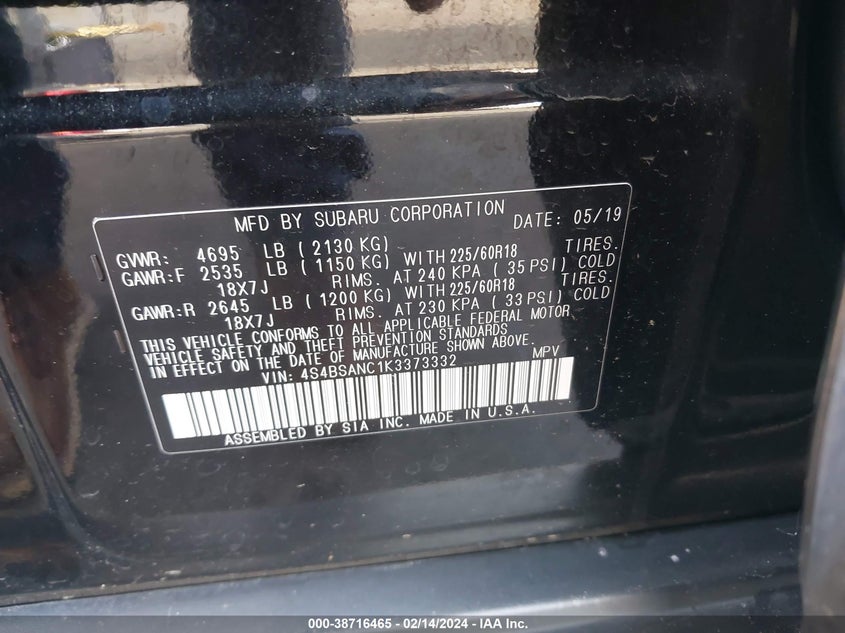 MFD BY SUBARU CORPORATION DATE: 05/19
GVWR: 4695 LB (2130 KG)
GAWR:F 2535 LB (1150 KG) WITH 225/60R18 TIRES.
18X7J RIMS. AT 240 KPA (35 PSI) COLD
GAWR:R 2645 LB (1200 KG) WITH 225/60R18 TIRES.
18X7J RIMS. AT 230 KPA (33 PSI) COLD
THIS VEHICLE CONFORMS TO ALL APPLICABLE FEDERAL MOTOR
VEHICLE SAFETY AND THEFT PREVENTION STANDARDS
IN EFFECT ON THE DATE OF MANUFACTURE SHOWN ABOVE.
VIN: 4S4BSANC1K3373332 MPV
ASSEMBLED BY SIA INC. MADE IN U.S.A.
000-38716465 - 02/14/2024 - IAA Inc.